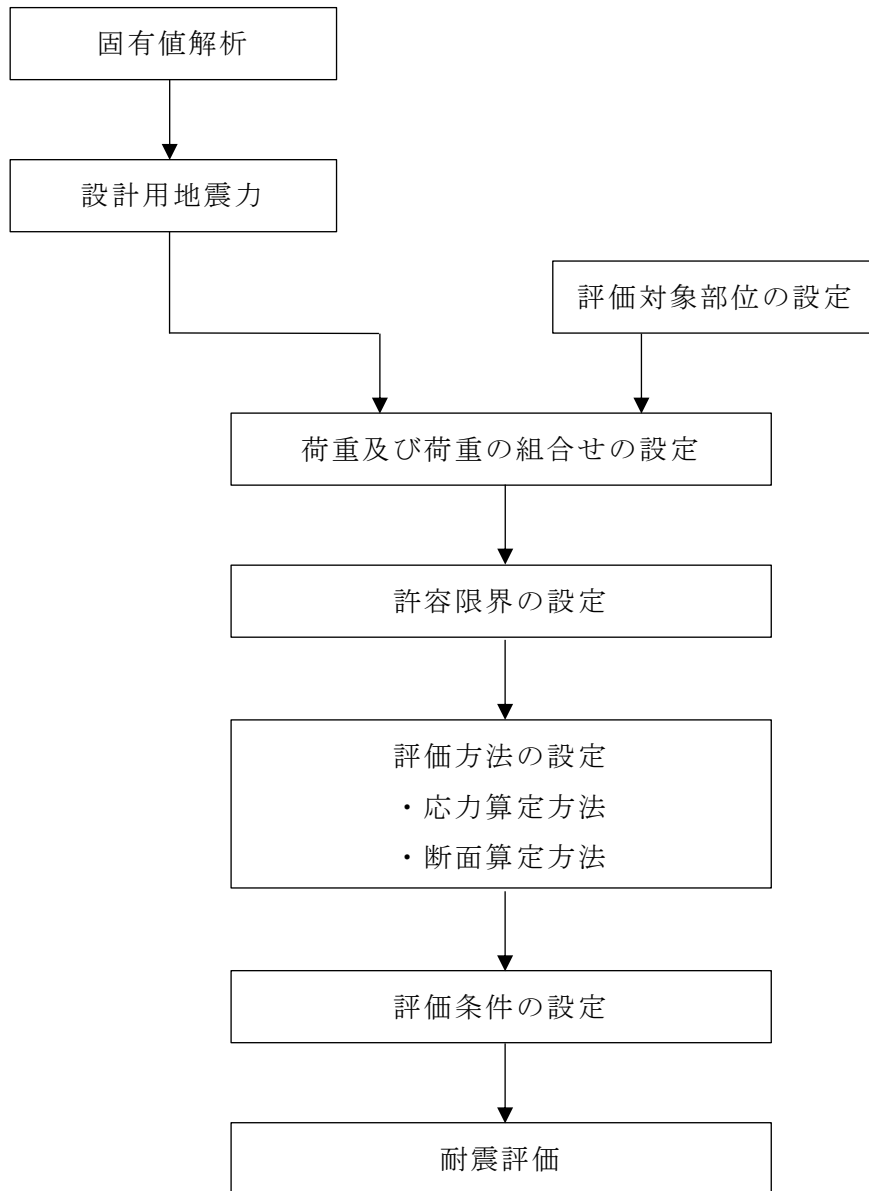 固有値解析
設計用地震力
評価対象部位の設定
荷重及び荷重の組合せの設定
許容限界の設定
評価方法の設定
・応力算定方法
・断面算定方法
評価条件の設定
耐震評価